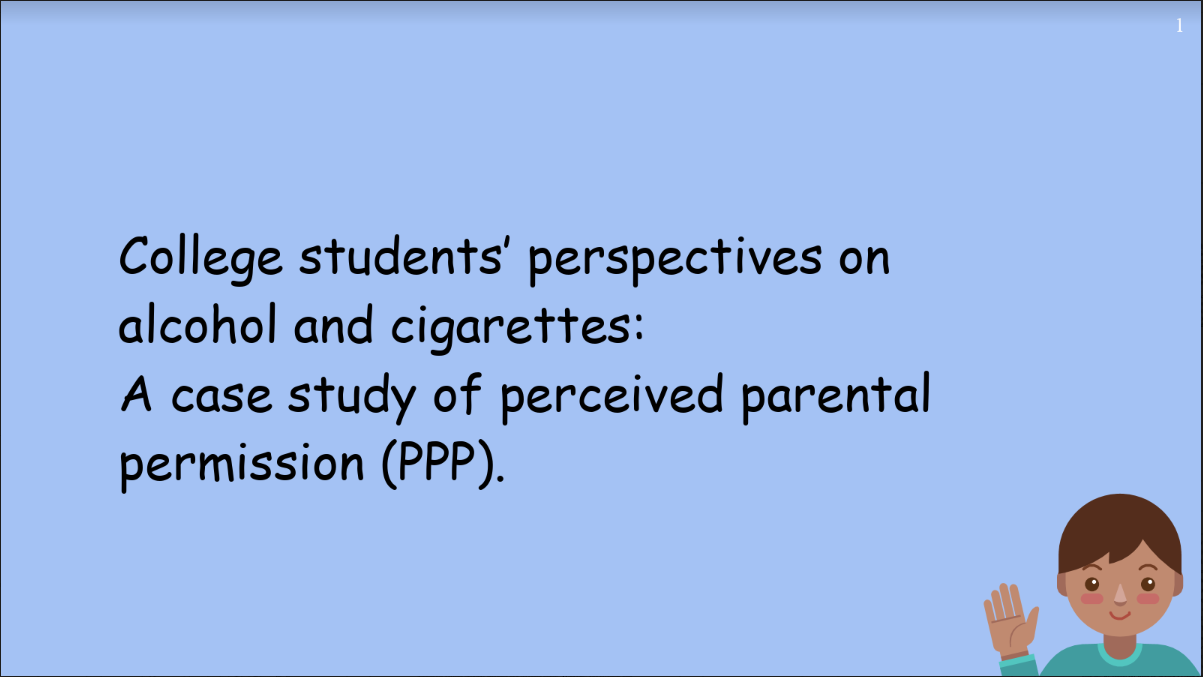 1
College students’ perspectives on
alcohol and cigarettes:
A case study of perceived parental
permission (PPP).